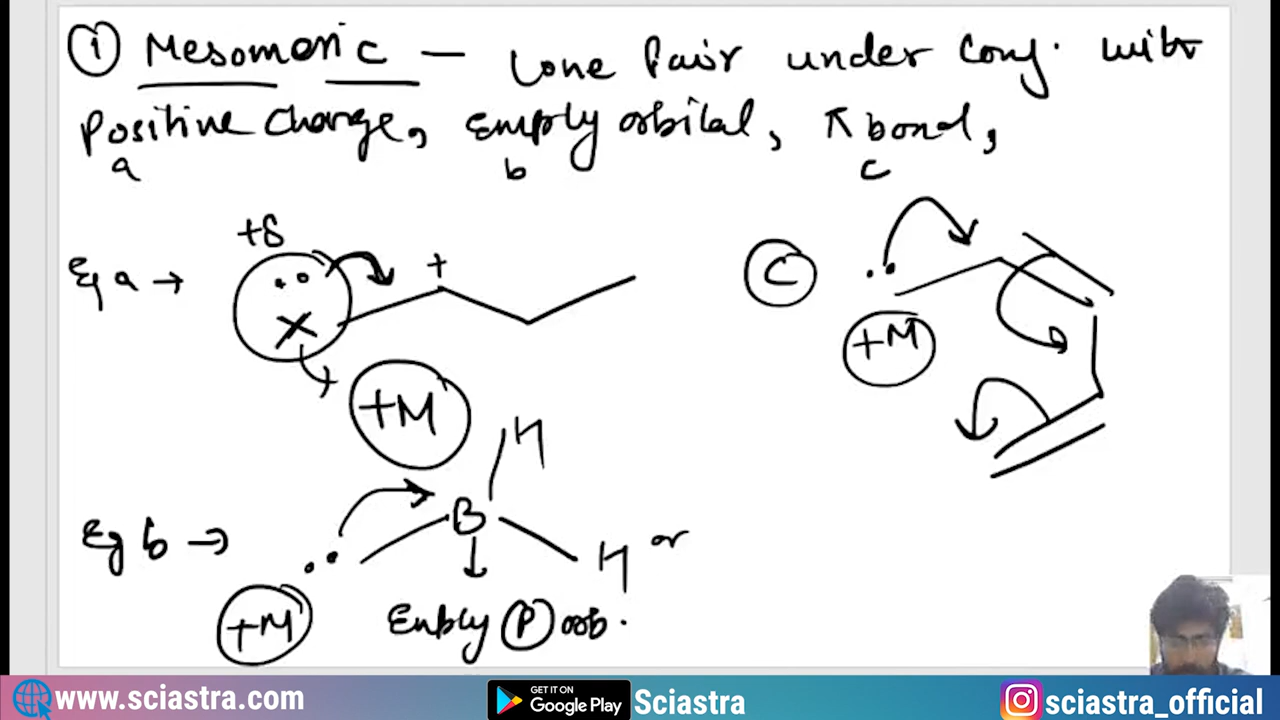 ① Mesomeric — Lone Pair under Conj. with
Positive Charge, Empty orbital, π bond,
a b c
Eg a → +δ X + +M
C +M
Eg b → B H H or
+M Empty P orb.
www.sciastra.com GET IT ON Google Play Sciastra sciastra_official